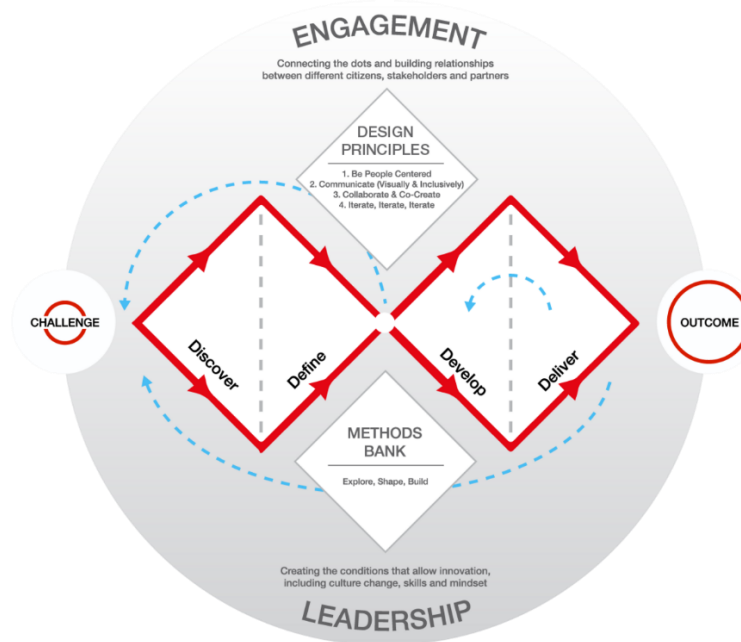 ENGAGEMENT
Connecting the dots and building relationships
between different citizens, stakeholders and partners
DESIGN
PRINCIPLES
1. Be People Centered
2. Communicate (Visually & Inclusively)
3. Collaborate & Co-Create
4. Iterate, Iterate, Iterate
CHALLENGE
OUTCOME
Discover
Define
Develop
Deliver
METHODS
BANK
Explore, Shape, Build
Creating the conditions that allow innovation,
including culture change, skills and mindset
LEADERSHIP